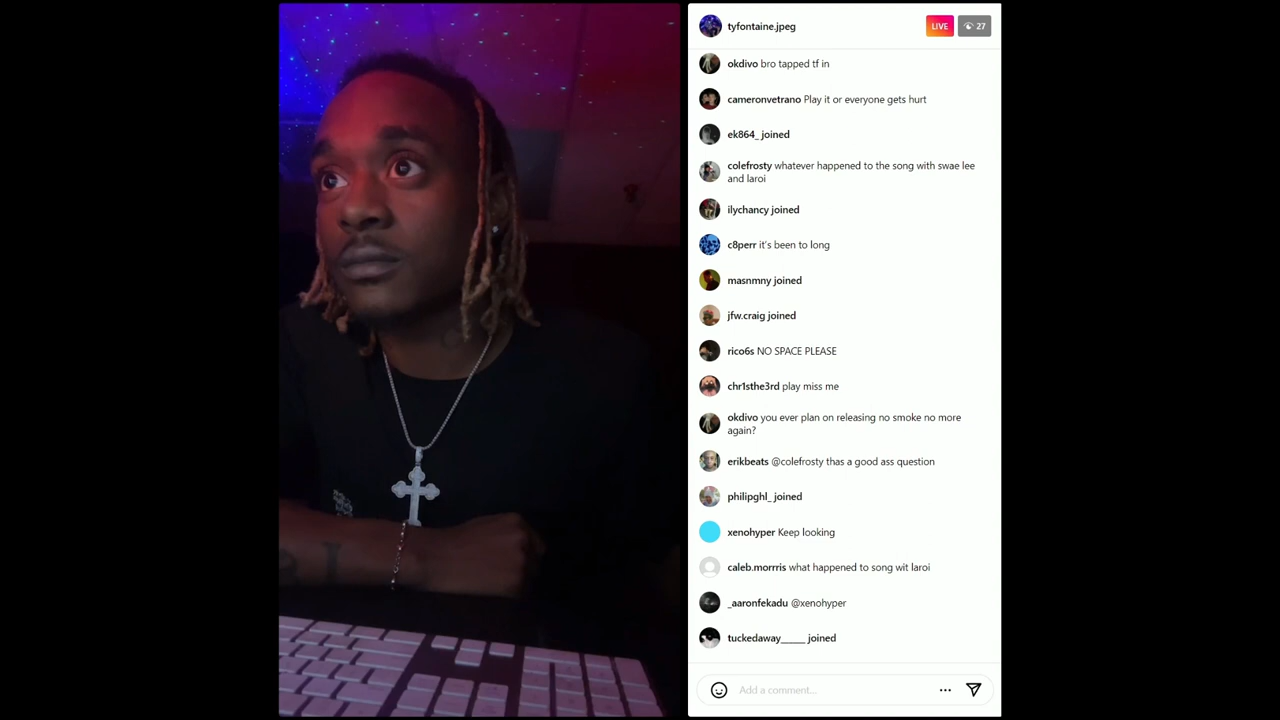 tyfontaine.jpeg
LIVE
27
okdivo bro tapped tf in
cameronvetrano Play it or everyone gets hurt
ek864_ joined
colefrosty whatever happened to the song with swae lee
and laroi
ilychancy joined
c8perr it's been to long
masnmny joined
jfw.craig joined
rico6s NO SPACE PLEASE
chr1sthe3rd play miss me
okdivo you ever plan on releasing no smoke no more
again?
erikbeats @colefrosty thas a good ass question
philipghl_ joined
xenohyper Keep looking
caleb.morrris what happened to song wit laroi
_aaronfekadu @xenohyper
tuckedaway______ joined
Add a comment...